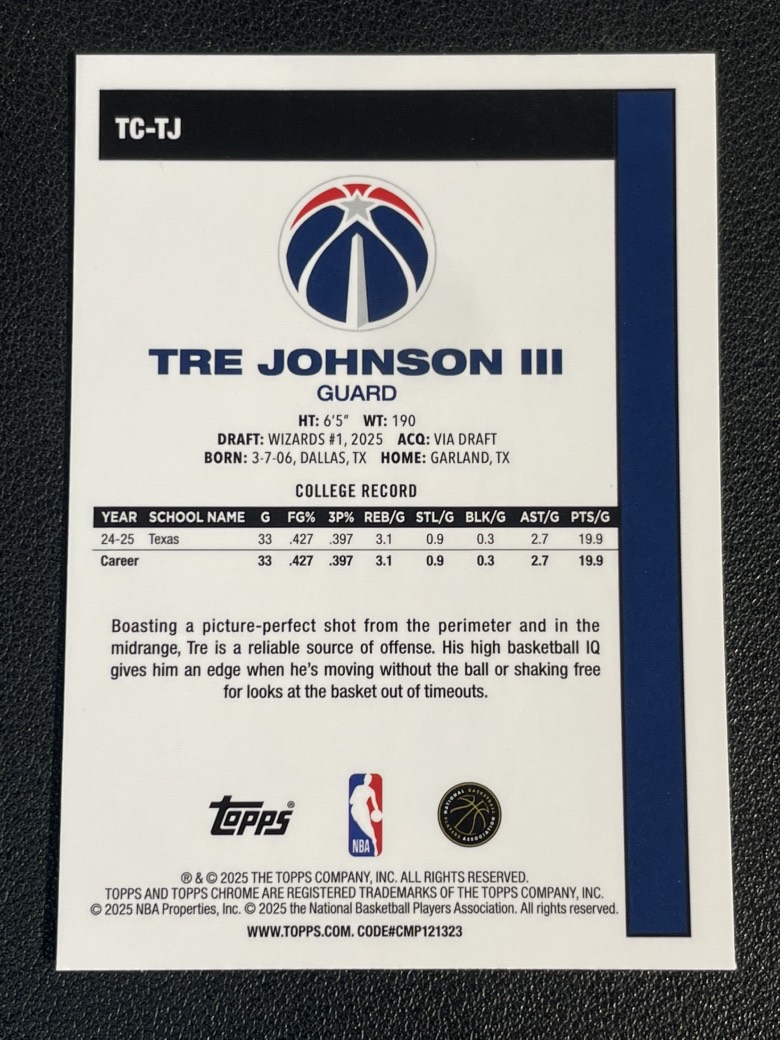 TC-TJ
TRE JOHNSON III
GUARD
HT: 6'5" WT: 190
DRAFT: WIZARDS #1, 2025 ACQ: VIA DRAFT
BORN: 3-7-06, DALLAS, TX HOME: GARLAND, TX
COLLEGE RECORD
YEAR SCHOOL NAME G FG% 3P% REB/G STL/G BLK/G AST/G PTS/G
24-25 Texas 33 .427 .397 3.1 0.9 0.3 2.7 19.9
Career 33 .427 .397 3.1 0.9 0.3 2.7 19.9
Boasting a picture-perfect shot from the perimeter and in the
midrange, Tre is a reliable source of offense. His high basketball IQ
gives him an edge when he's moving without the ball or shaking free
for looks at the basket out of timeouts.
topps®
NBA
NATIONAL BASKETBALL
PLAYERS ASSOCIATION
® & © 2025 THE TOPPS COMPANY, INC. ALL RIGHTS RESERVED.
TOPPS AND TOPPS CHROME ARE REGISTERED TRADEMARKS OF THE TOPPS COMPANY, INC.
© 2025 NBA Properties, Inc. © 2025 the National Basketball Players Association. All rights reserved.
WWW.TOPPS.COM. CODE#CMP121323